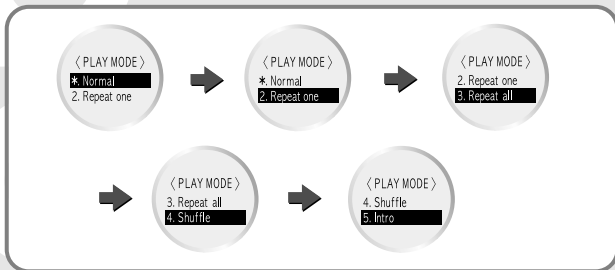 〈 PLAY MODE 〉
*. Normal
2. Repeat one
〈 PLAY MODE 〉
*. Normal
2. Repeat one
〈 PLAY MODE 〉
2. Repeat one
3. Repeat all
〈 PLAY MODE 〉
3. Repeat all
4. Shuffle
〈 PLAY MODE 〉
4. Shuffle
5. Intro